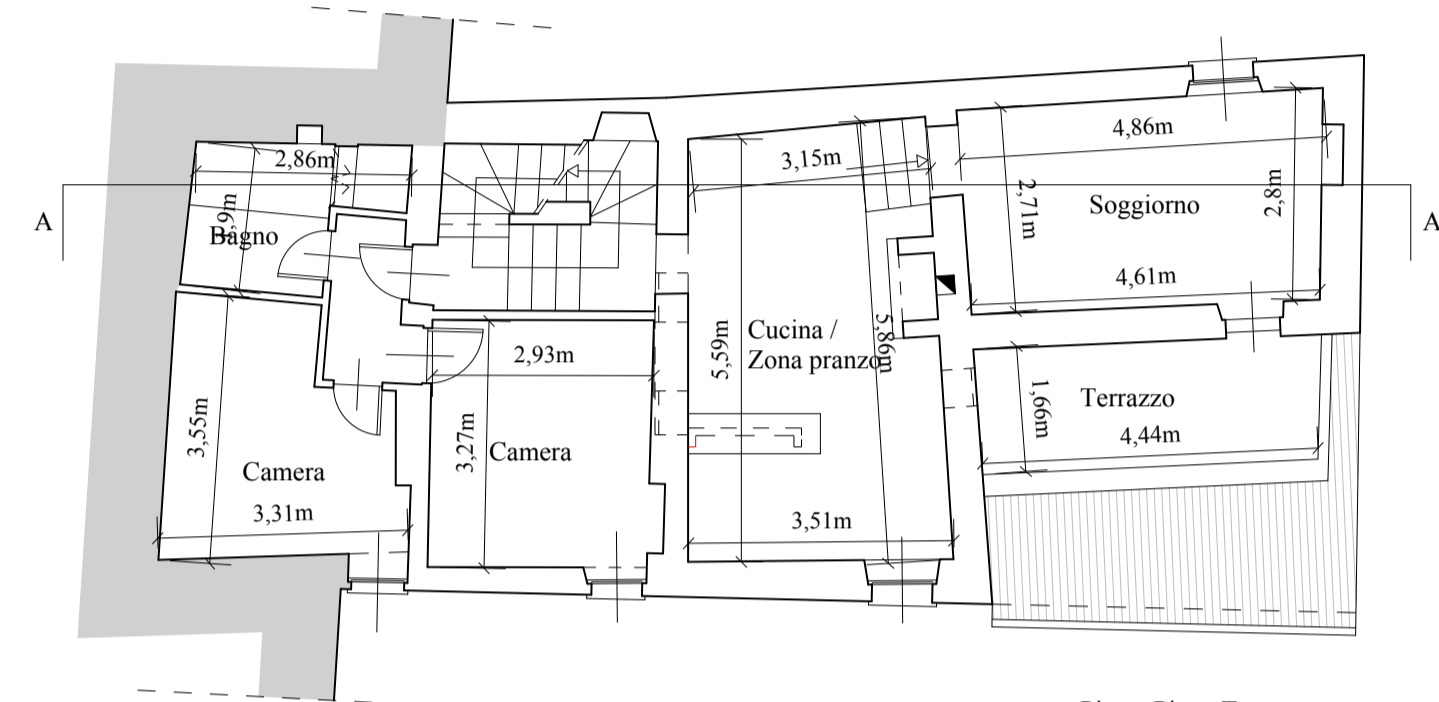 2,86m
3,15m
4,86m
A
1,9m
Bagno
2,71m
Soggiorno
2,8m
A
4,61m
2,93m
5,59m
Cucina /
Zona pranzo
5,86m
3,55m
3,27m
Camera
Camera
3,31m
3,51m
1,66m
Terrazzo
4,44m